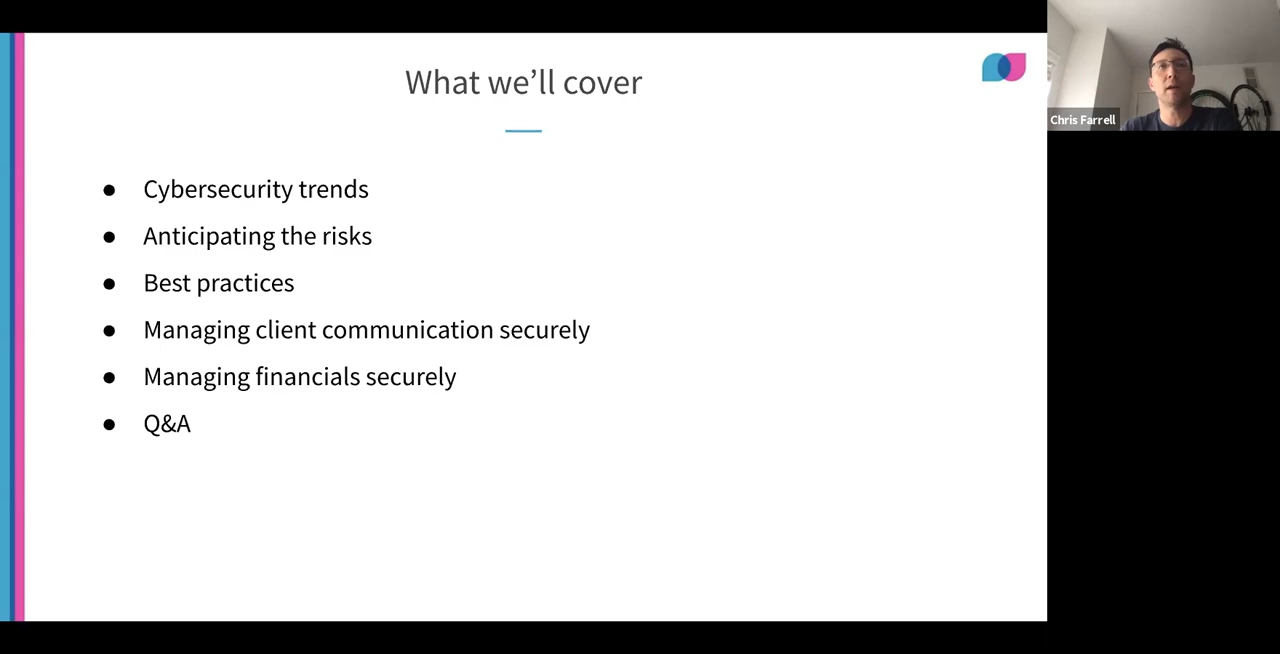 What we’ll cover
Chris Farrell
● Cybersecurity trends
● Anticipating the risks
● Best practices
● Managing client communication securely
● Managing financials securely
● Q&A